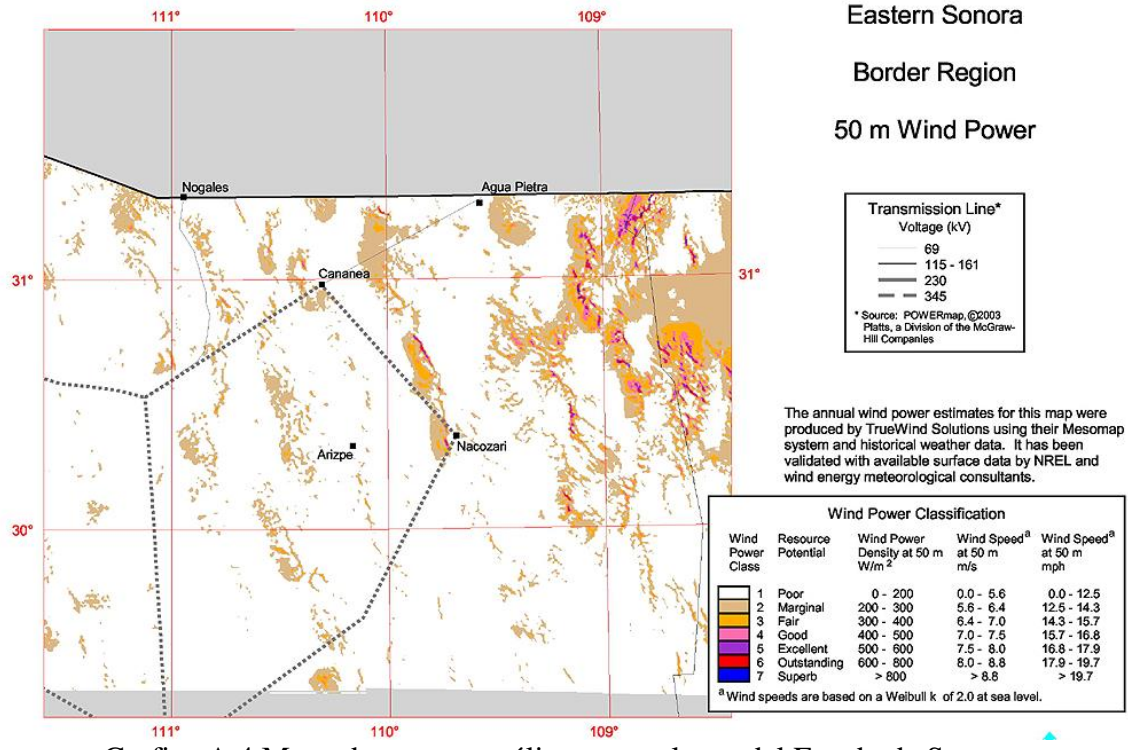 111°
110°
109°
Eastern Sonora
Border Region
50 m Wind Power
Nogales
Agua Pietra
Cananea
31°
31°
Arizpe
Nacozari
30°
111°
110°
109°
Transmission Line*
Voltage (kV)
69
115 - 161
230
345
* Source: POWERmap, ©2003
Platts, a Division of the McGraw-
Hill Companies
The annual wind power estimates for this map were
produced by TrueWind Solutions using their Mesomap
system and historical weather data. It has been
validated with available surface data by NREL and
wind energy meteorological consultants.
Wind Power Classification
Wind Power Class Resource Potential Wind Power Density at 50 m W/m² Wind Speedᵃ at 50 m m/s Wind Speedᵃ at 50 m mph
1 Poor 0 - 200 0.0 - 5.6 0.0 - 12.5
2 Marginal 200 - 300 5.6 - 6.4 12.5 - 14.3
3 Fair 300 - 400 6.4 - 7.0 14.3 - 15.7
4 Good 400 - 500 7.0 - 7.5 15.7 - 16.8
5 Excellent 500 - 600 7.5 - 8.0 16.8 - 17.9
6 Outstanding 600 - 800 8.0 - 8.8 17.9 - 19.7
7 Superb > 800 > 8.8 > 19.7
ᵃ Wind speeds are based on a Weibull k of 2.0 at sea level.